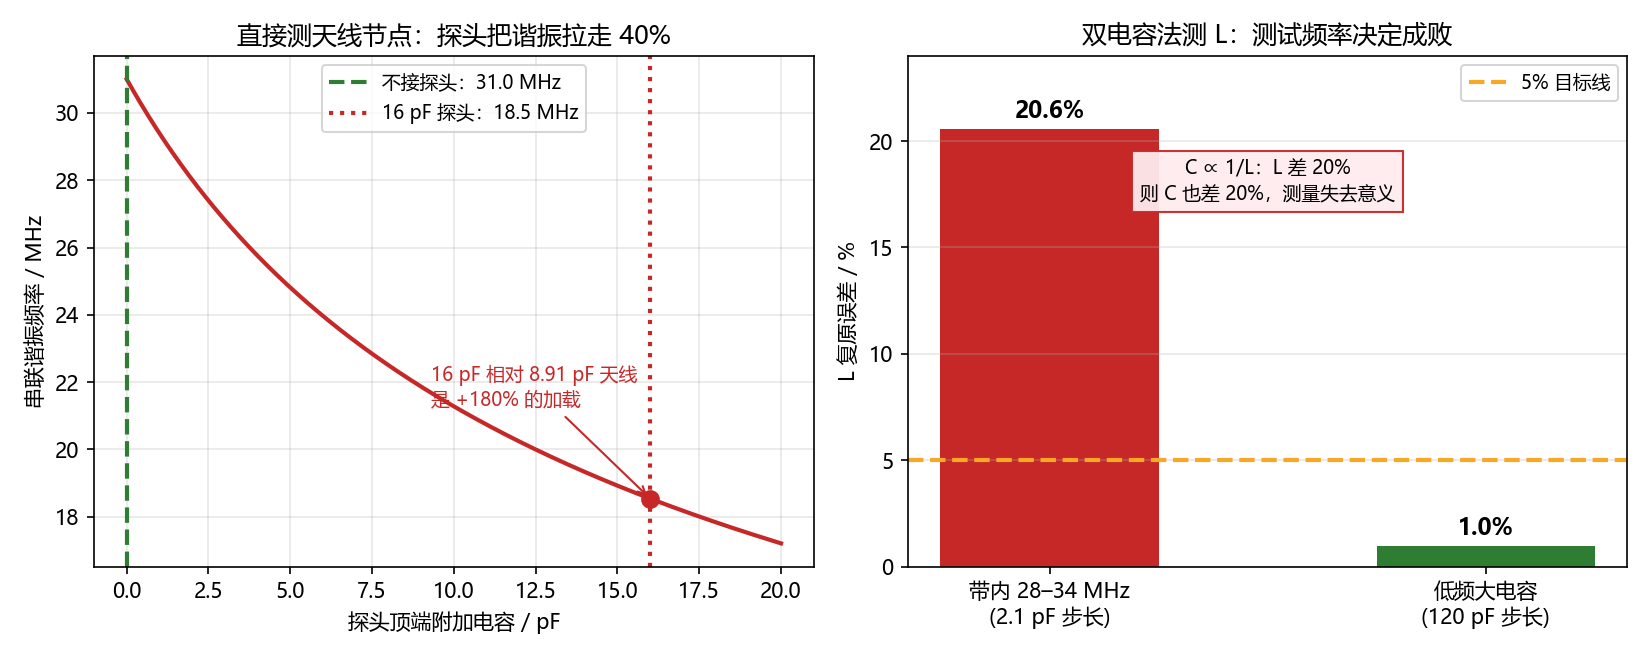 直接测天线节点：探头把谐振拉走 40%
不接探头：31.0 MHz
16 pF 探头：18.5 MHz
串联谐振频率 / MHz
30
28
26
24
22
20
18
16 pF 相对 8.91 pF 天线
是 +180% 的加载
0.0 2.5 5.0 7.5 10.0 12.5 15.0 17.5 20.0
探头顶端附加电容 / pF
双电容法测 L：测试频率决定成败
5% 目标线
20.6%
C ∝ 1/L：L 差 20%
则 C 也差 20%，测量失去意义
L 复原误差 / %
20
15
10
5
0
1.0%
带内 28–34 MHz
(2.1 pF 步长)
低频大电容
(120 pF 步长)